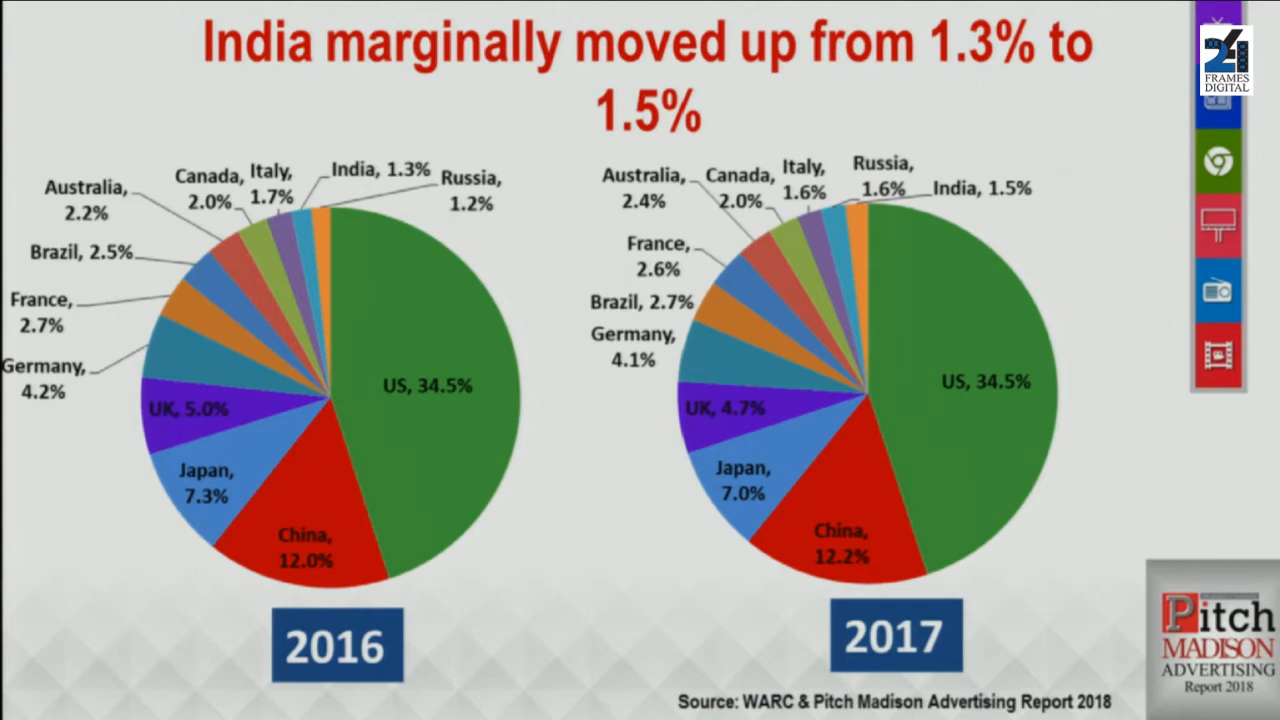 India marginally moved up from 1.3% to
1.5%
24
FRAMES
DIGITAL
Australia,
2.2%
Canada,
2.0%
Italy,
1.7%
India, 1.3%
Russia,
1.2%
Brazil, 2.5%
France,
2.7%
Germany,
4.2%
UK, 5.0%
Japan,
7.3%
China,
12.0%
US, 34.5%
2016
Australia,
2.4%
Canada,
2.0%
Italy,
1.6%
Russia,
1.6%
India, 1.5%
France,
2.6%
Brazil, 2.7%
Germany,
4.1%
UK, 4.7%
Japan,
7.0%
China,
12.2%
US, 34.5%
2017
Pitch
MADISON
ADVERTISING
Report 2018
Source: WARC & Pitch Madison Advertising Report 2018